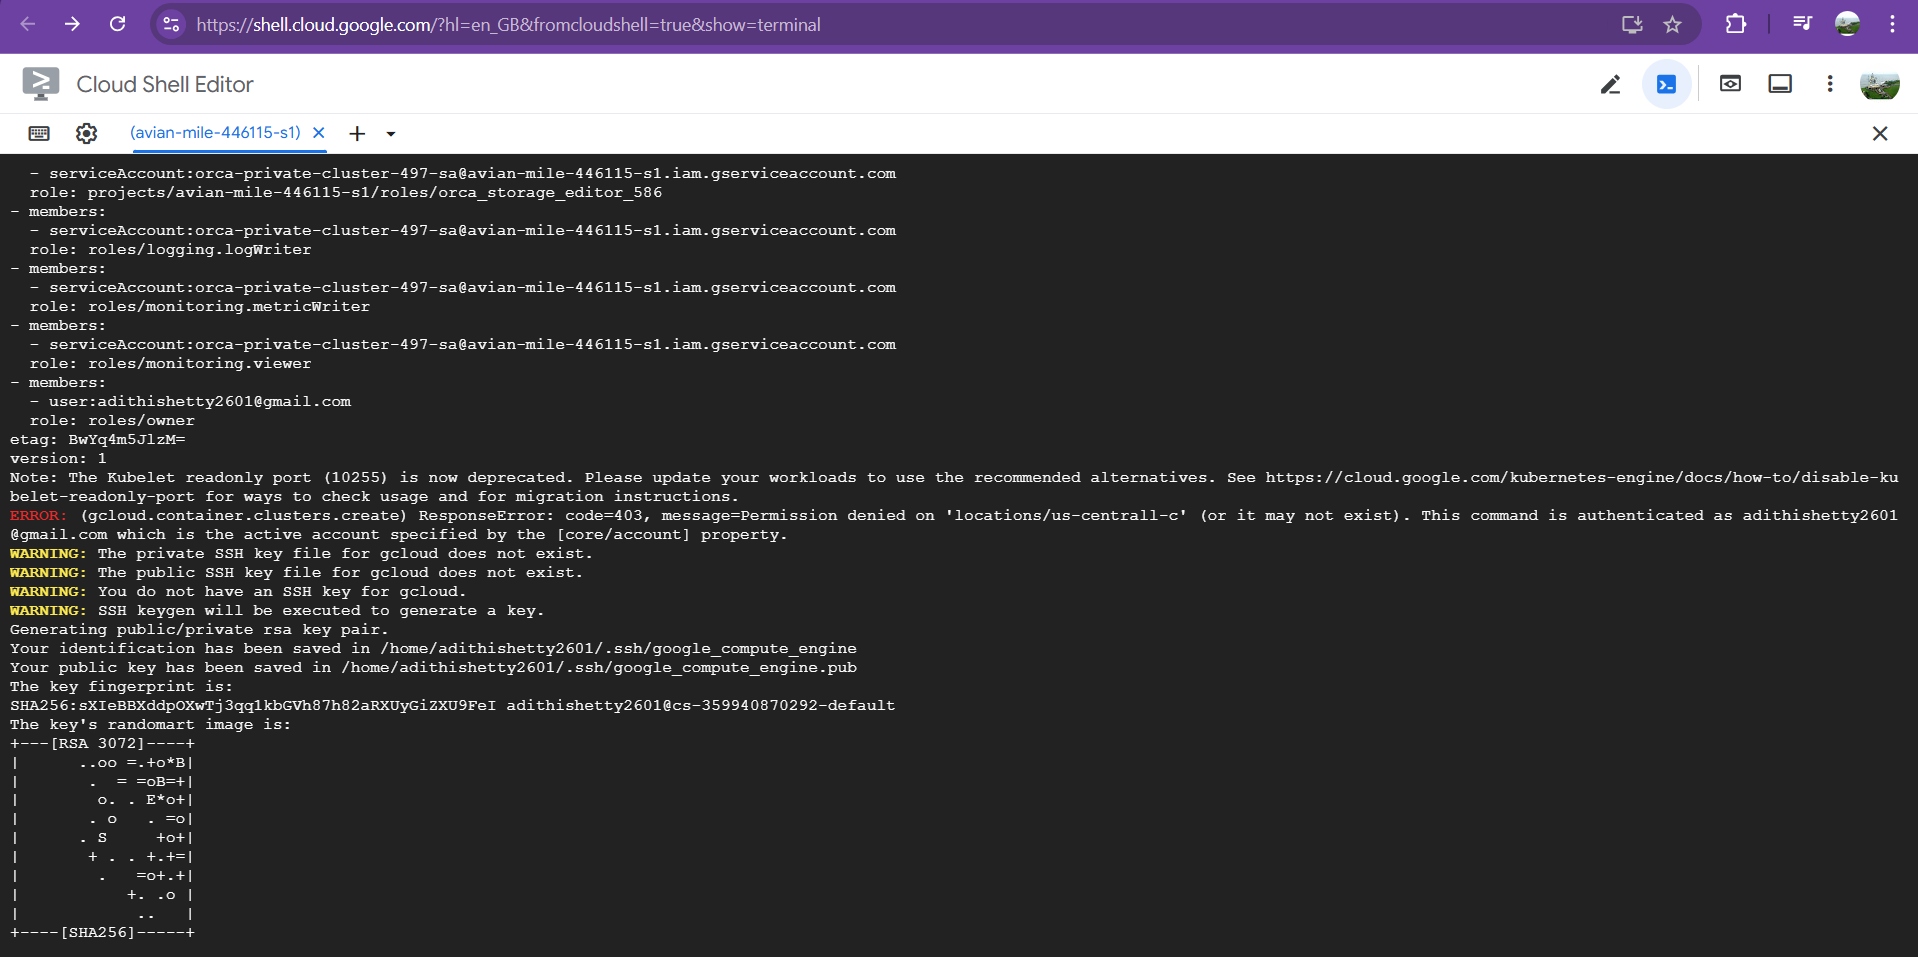 https://shell.cloud.google.com/?hl=en_GB&fromcloudshell=true&show=terminal
Cloud Shell Editor
(avian-mile-446115-s1)
- serviceAccount:orca-private-cluster-497-sa@avian-mile-446115-s1.iam.gserviceaccount.com
role: projects/avian-mile-446115-s1/roles/orca_storage_editor_586
- members:
- serviceAccount:orca-private-cluster-497-sa@avian-mile-446115-s1.iam.gserviceaccount.com
role: roles/logging.logWriter
- members:
- serviceAccount:orca-private-cluster-497-sa@avian-mile-446115-s1.iam.gserviceaccount.com
role: roles/monitoring.metricWriter
- members:
- serviceAccount:orca-private-cluster-497-sa@avian-mile-446115-s1.iam.gserviceaccount.com
role: roles/monitoring.viewer
- members:
- user:adithishetty2601@gmail.com
role: roles/owner
etag: BwYq4m5JlzM=
version: 1
Note: The Kubelet readonly port (10255) is now deprecated. Please update your workloads to use the recommended alternatives. See https://cloud.google.com/kubernetes-engine/docs/how-to/disable-ku
belet-readonly-port for ways to check usage and for migration instructions.
ERROR: (gcloud.container.clusters.create) ResponseError: code=403, message=Permission denied on 'locations/us-centrall-c' (or it may not exist). This command is authenticated as adithishetty2601
@gmail.com which is the active account specified by the [core/account] property.
WARNING: The private SSH key file for gcloud does not exist.
WARNING: The public SSH key file for gcloud does not exist.
WARNING: You do not have an SSH key for gcloud.
WARNING: SSH keygen will be executed to generate a key.
Generating public/private rsa key pair.
Your identification has been saved in /home/adithishetty2601/.ssh/google_compute_engine
Your public key has been saved in /home/adithishetty2601/.ssh/google_compute_engine.pub
The key fingerprint is:
SHA256:sXIeBBXddpOXwTj3qq1kbGVh87h82aRXUyGiZXU9FeI adithishetty2601@cs-359940870292-default
The key's randomart image is:
+---[RSA 3072]----+
|      ..oo =.+o*B|
|       .  = =oB=+|
|        o. . E*o+|
|       . o   . =o|
|      . S     +o+|
|       + . . +.+=|
|        .   =o+.+|
|           +. .o |
|            ..   |
+----[SHA256]-----+